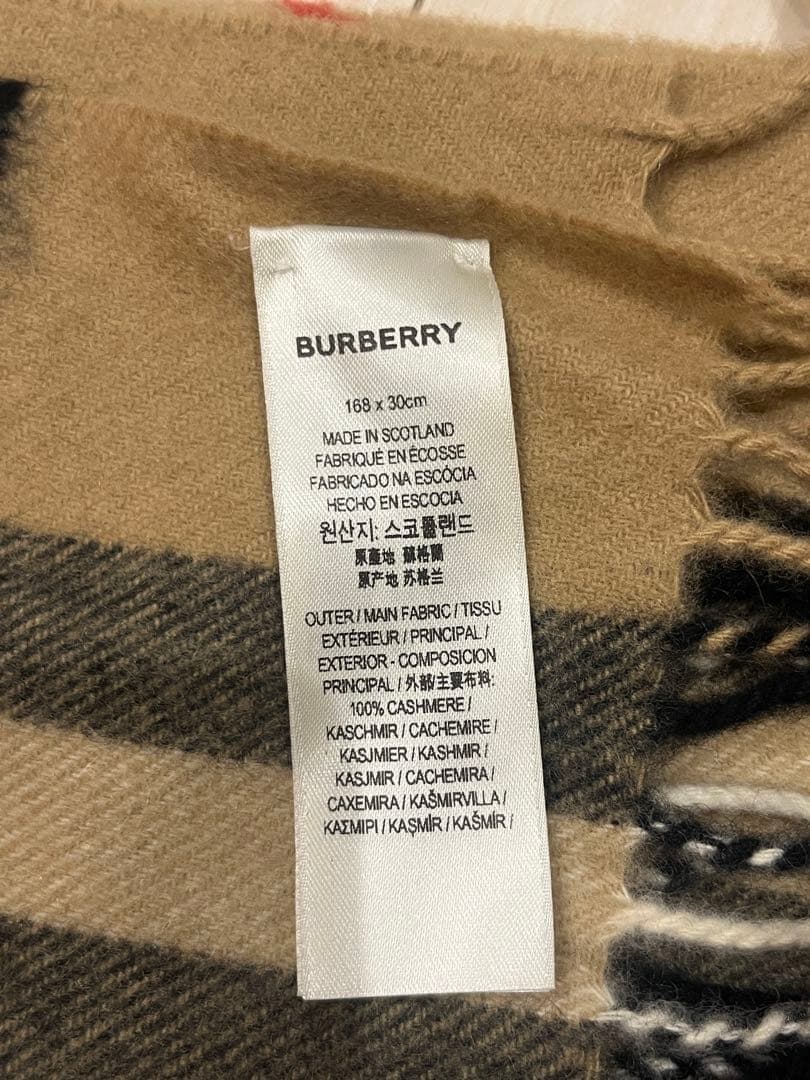 BURBERRY
168 x 30cm
MADE IN SCOTLAND
FABRIQUÉ EN ÉCOSSE
FABRICADO NA ESCÓCIA
HECHO EN ESCOCIA
원산지: 스코틀랜드
原產地 蘇格蘭
原产地 苏格兰
OUTER / MAIN FABRIC / TISSU
EXTÉRIEUR / PRINCIPAL /
EXTERIOR - COMPOSICION
PRINCIPAL / 外部/主要布料:
100% CASHMERE /
KASCHMIR / CACHEMIRE /
KASJMIER / KASHMIR /
KASJMIR / CACHEMIRA /
CAXEMIRA / KAŠMIRVILLA /
ΚΑΣΜΙΡΙ / KAŞMİR / KAŠMÍR /